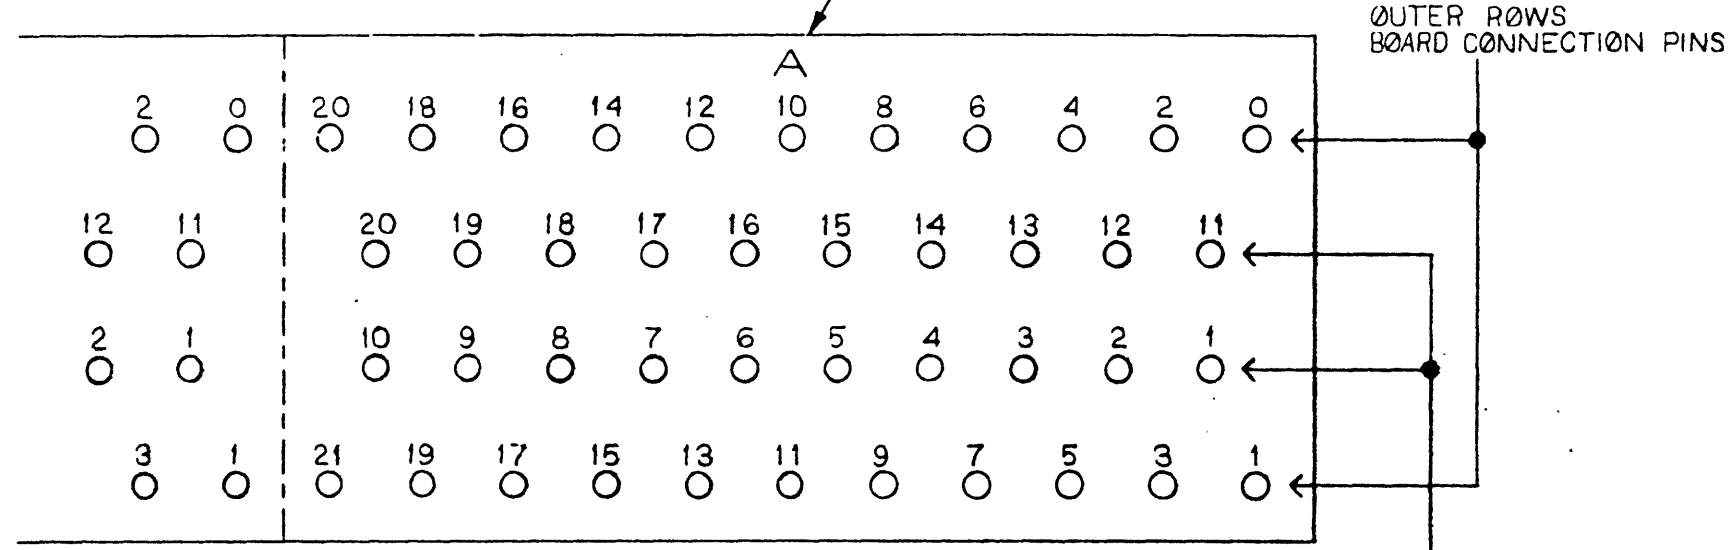 ØUTER RØWS
BØARD CØNNECTIØN PINS
A
2 0 20 18 16 14 12 10 8 6 4 2 0
12 11 20 19 18 17 16 15 14 13 12 11
2 1 10 9 8 7 6 5 4 3 2 1
3 1 21 19 17 15 13 11 9 7 5 3 1